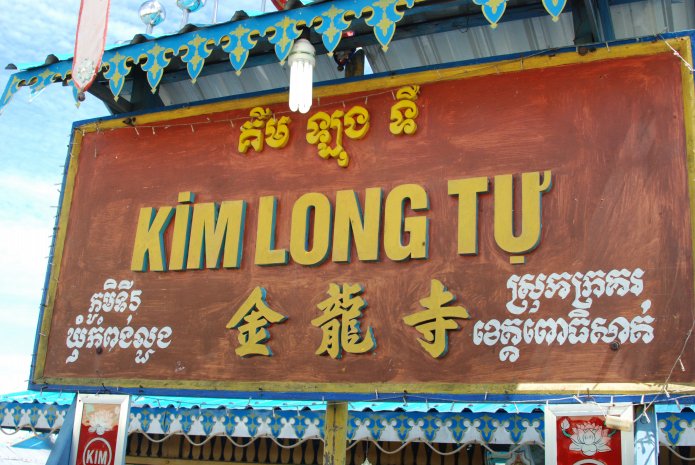 គឹម ឡុង ទឺ
KIM LONG TỰ
金龍寺
ភូមិទី៥
ឃុំកំពង់លួង
ស្រុកក្រគរ
ខេត្តពោធិសាត់
KIM